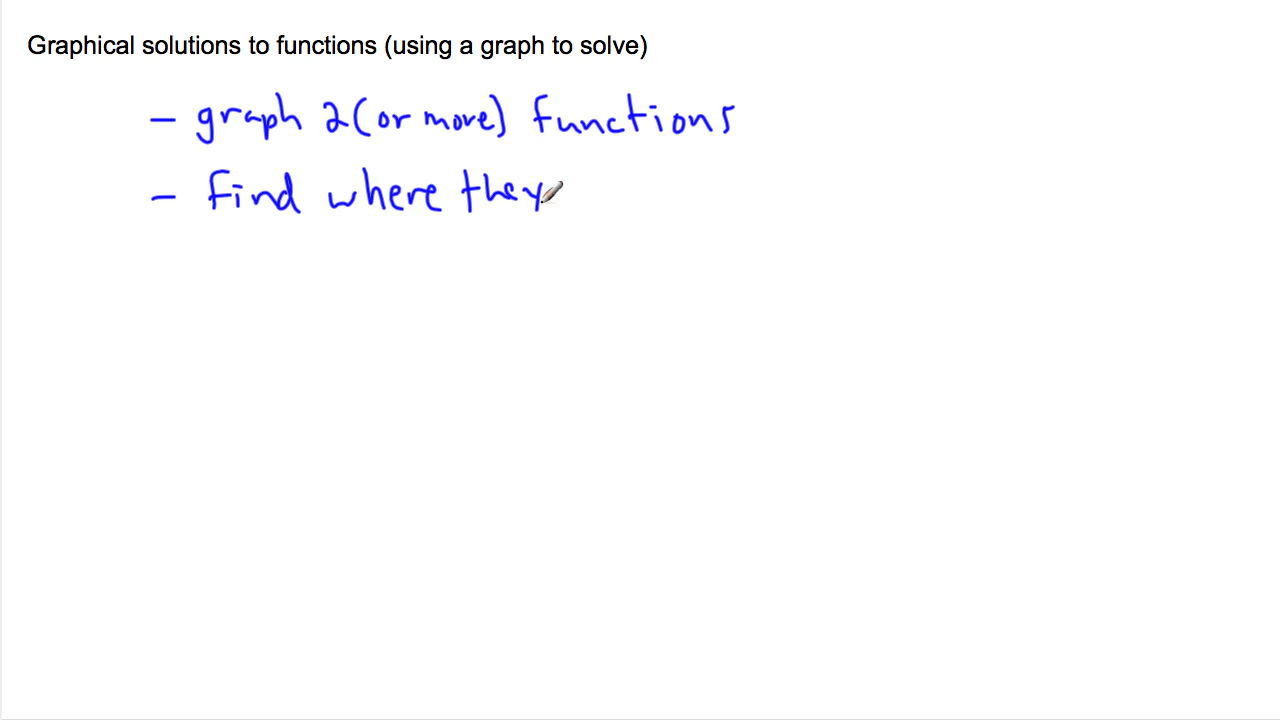 Graphical solutions to functions (using a graph to solve)
- graph 2 (or more) functions
- find where they